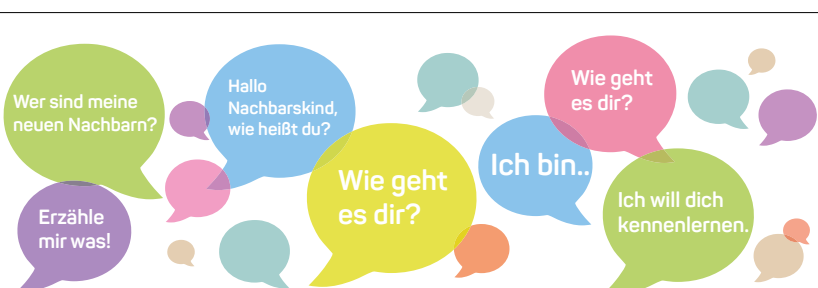 Wer sind meine
neuen Nachbarn?
Hallo
Nachbarskind,
wie heißt du?
Wie geht
es dir?
Ich bin..
Wie geht
es dir?
Erzähle
mir was!
Ich will dich
kennenlernen.